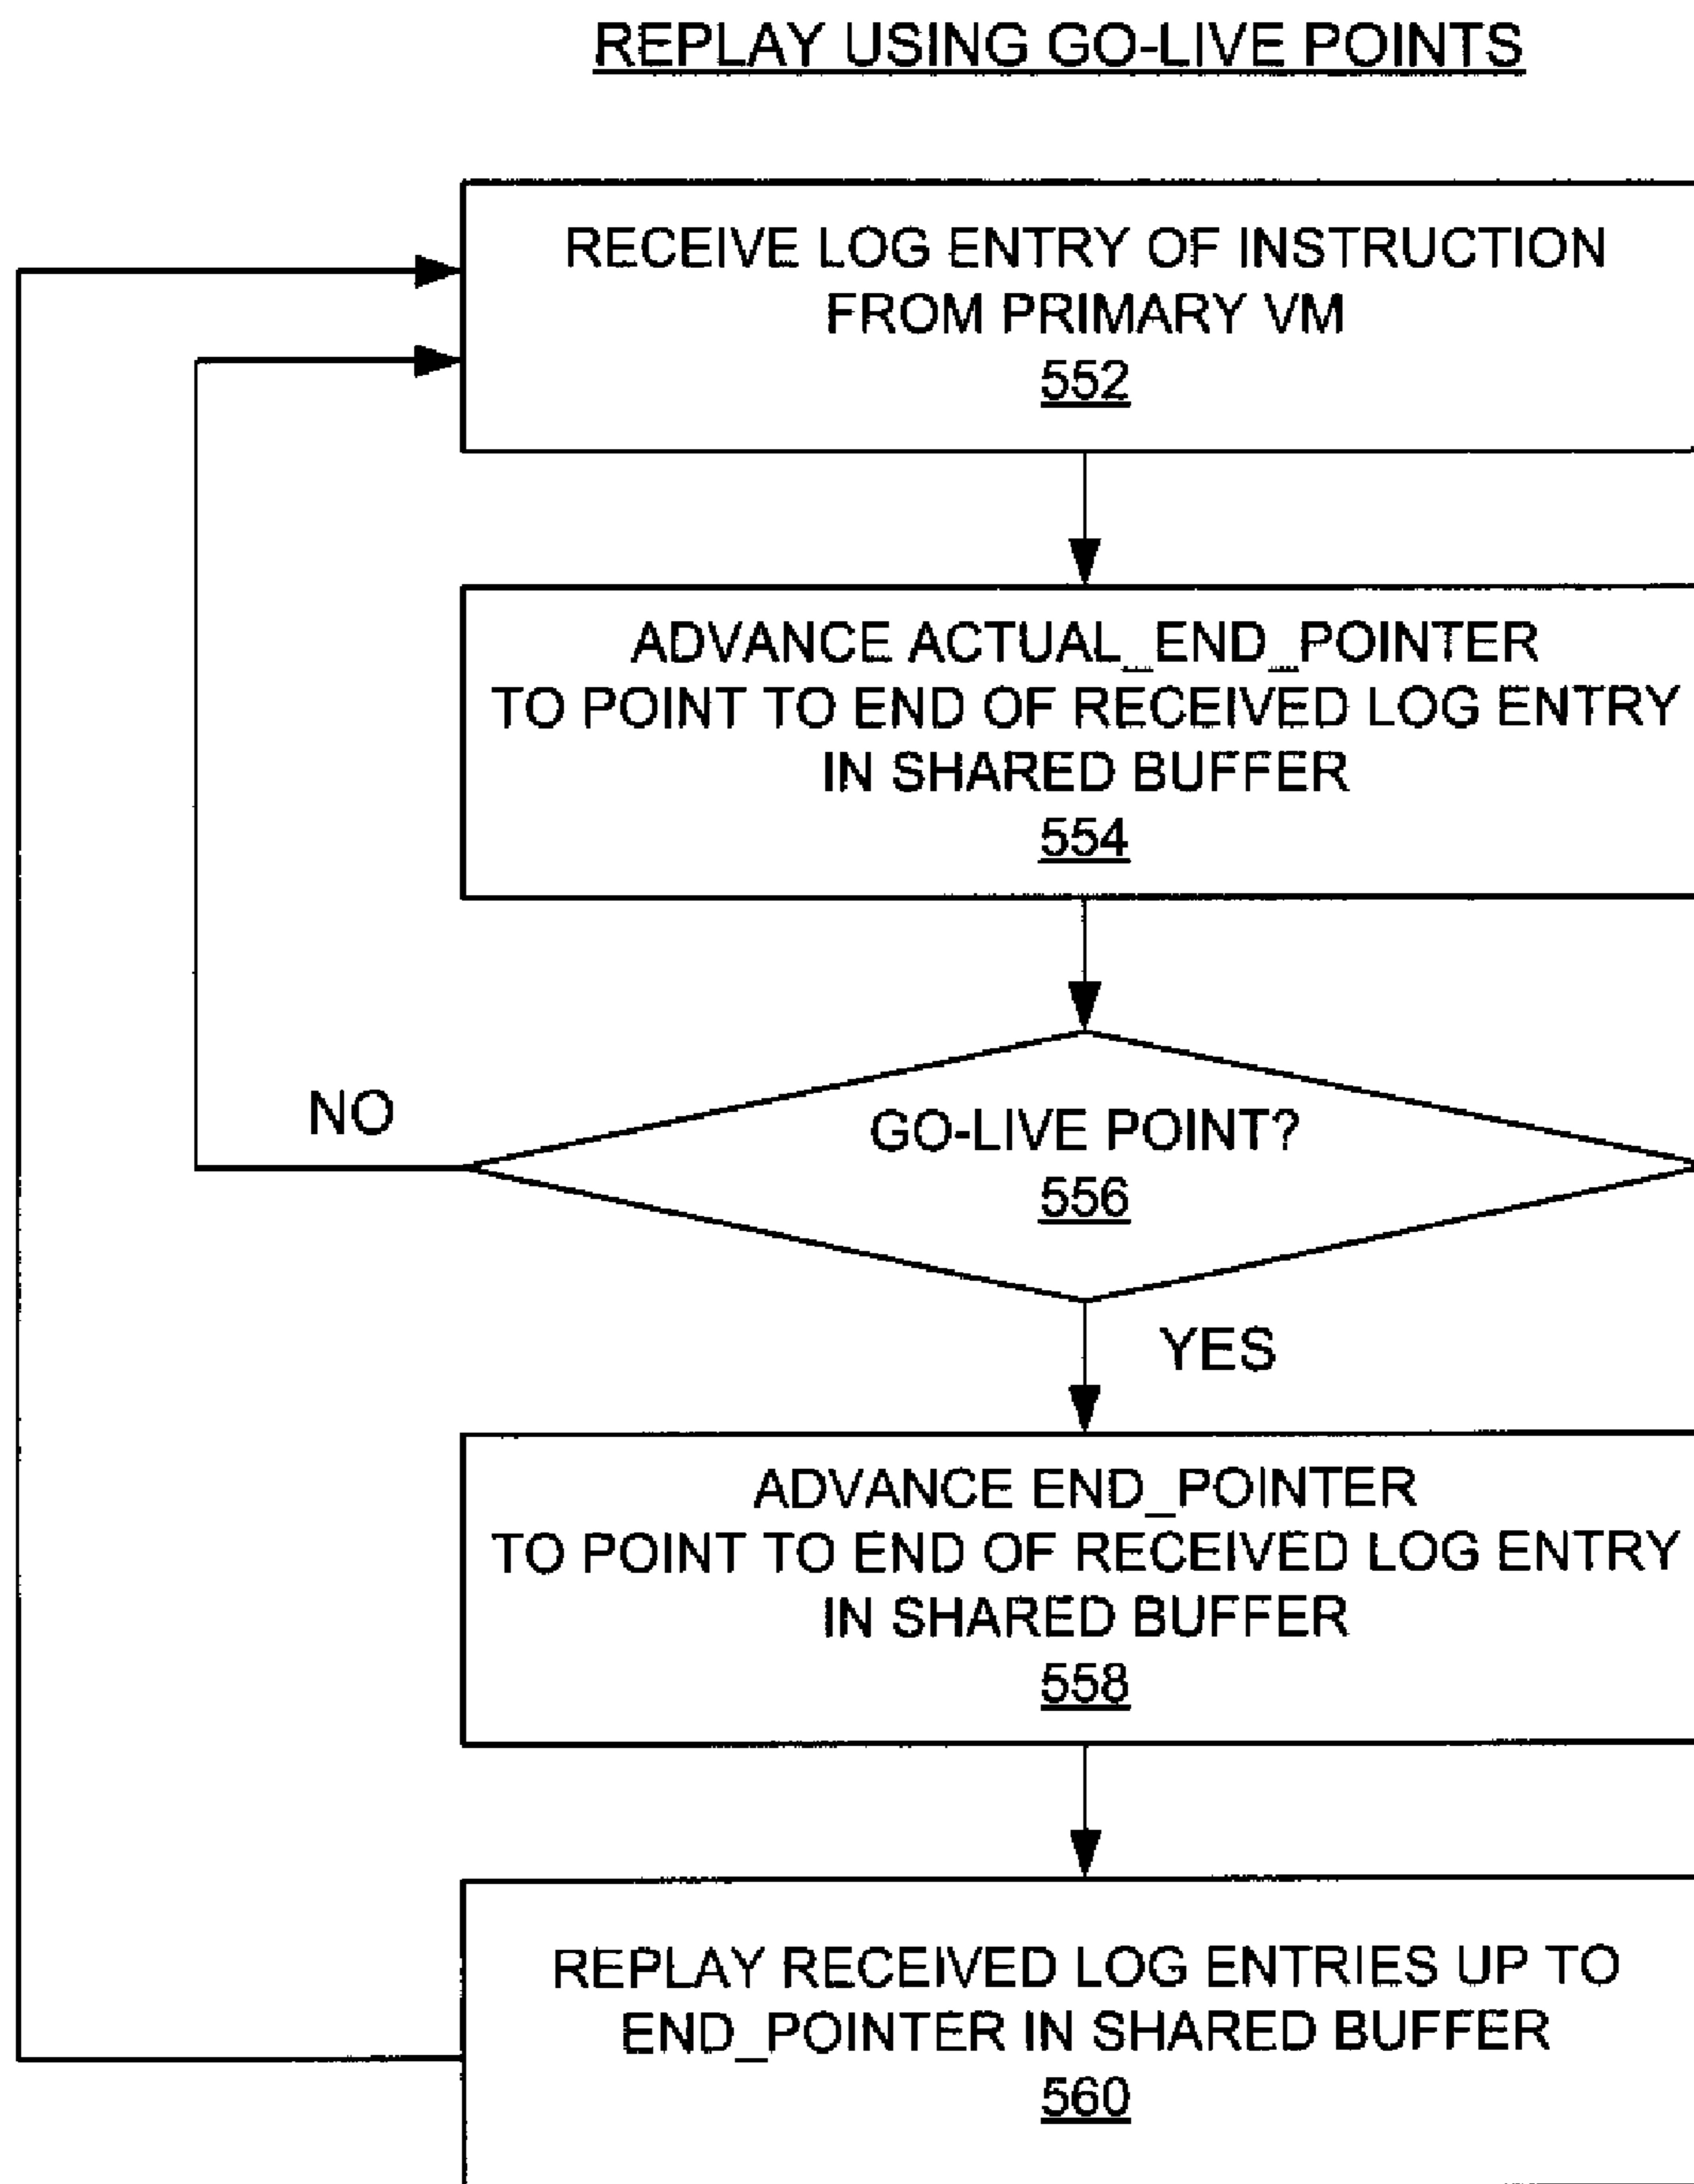 REPLAY USING GO-LIVE POINTS
RECEIVE LOG ENTRY OF INSTRUCTION
FROM PRIMARY VM
552
ADVANCE ACTUAL_END_POINTER
TO POINT TO END OF RECEIVED LOG ENTRY
IN SHARED BUFFER
554
NO
GO-LIVE POINT?
556
YES
ADVANCE END_POINTER
TO POINT TO END OF RECEIVED LOG ENTRY
IN SHARED BUFFER
558
REPLAY RECEIVED LOG ENTRIES UP TO
END_POINTER IN SHARED BUFFER
560